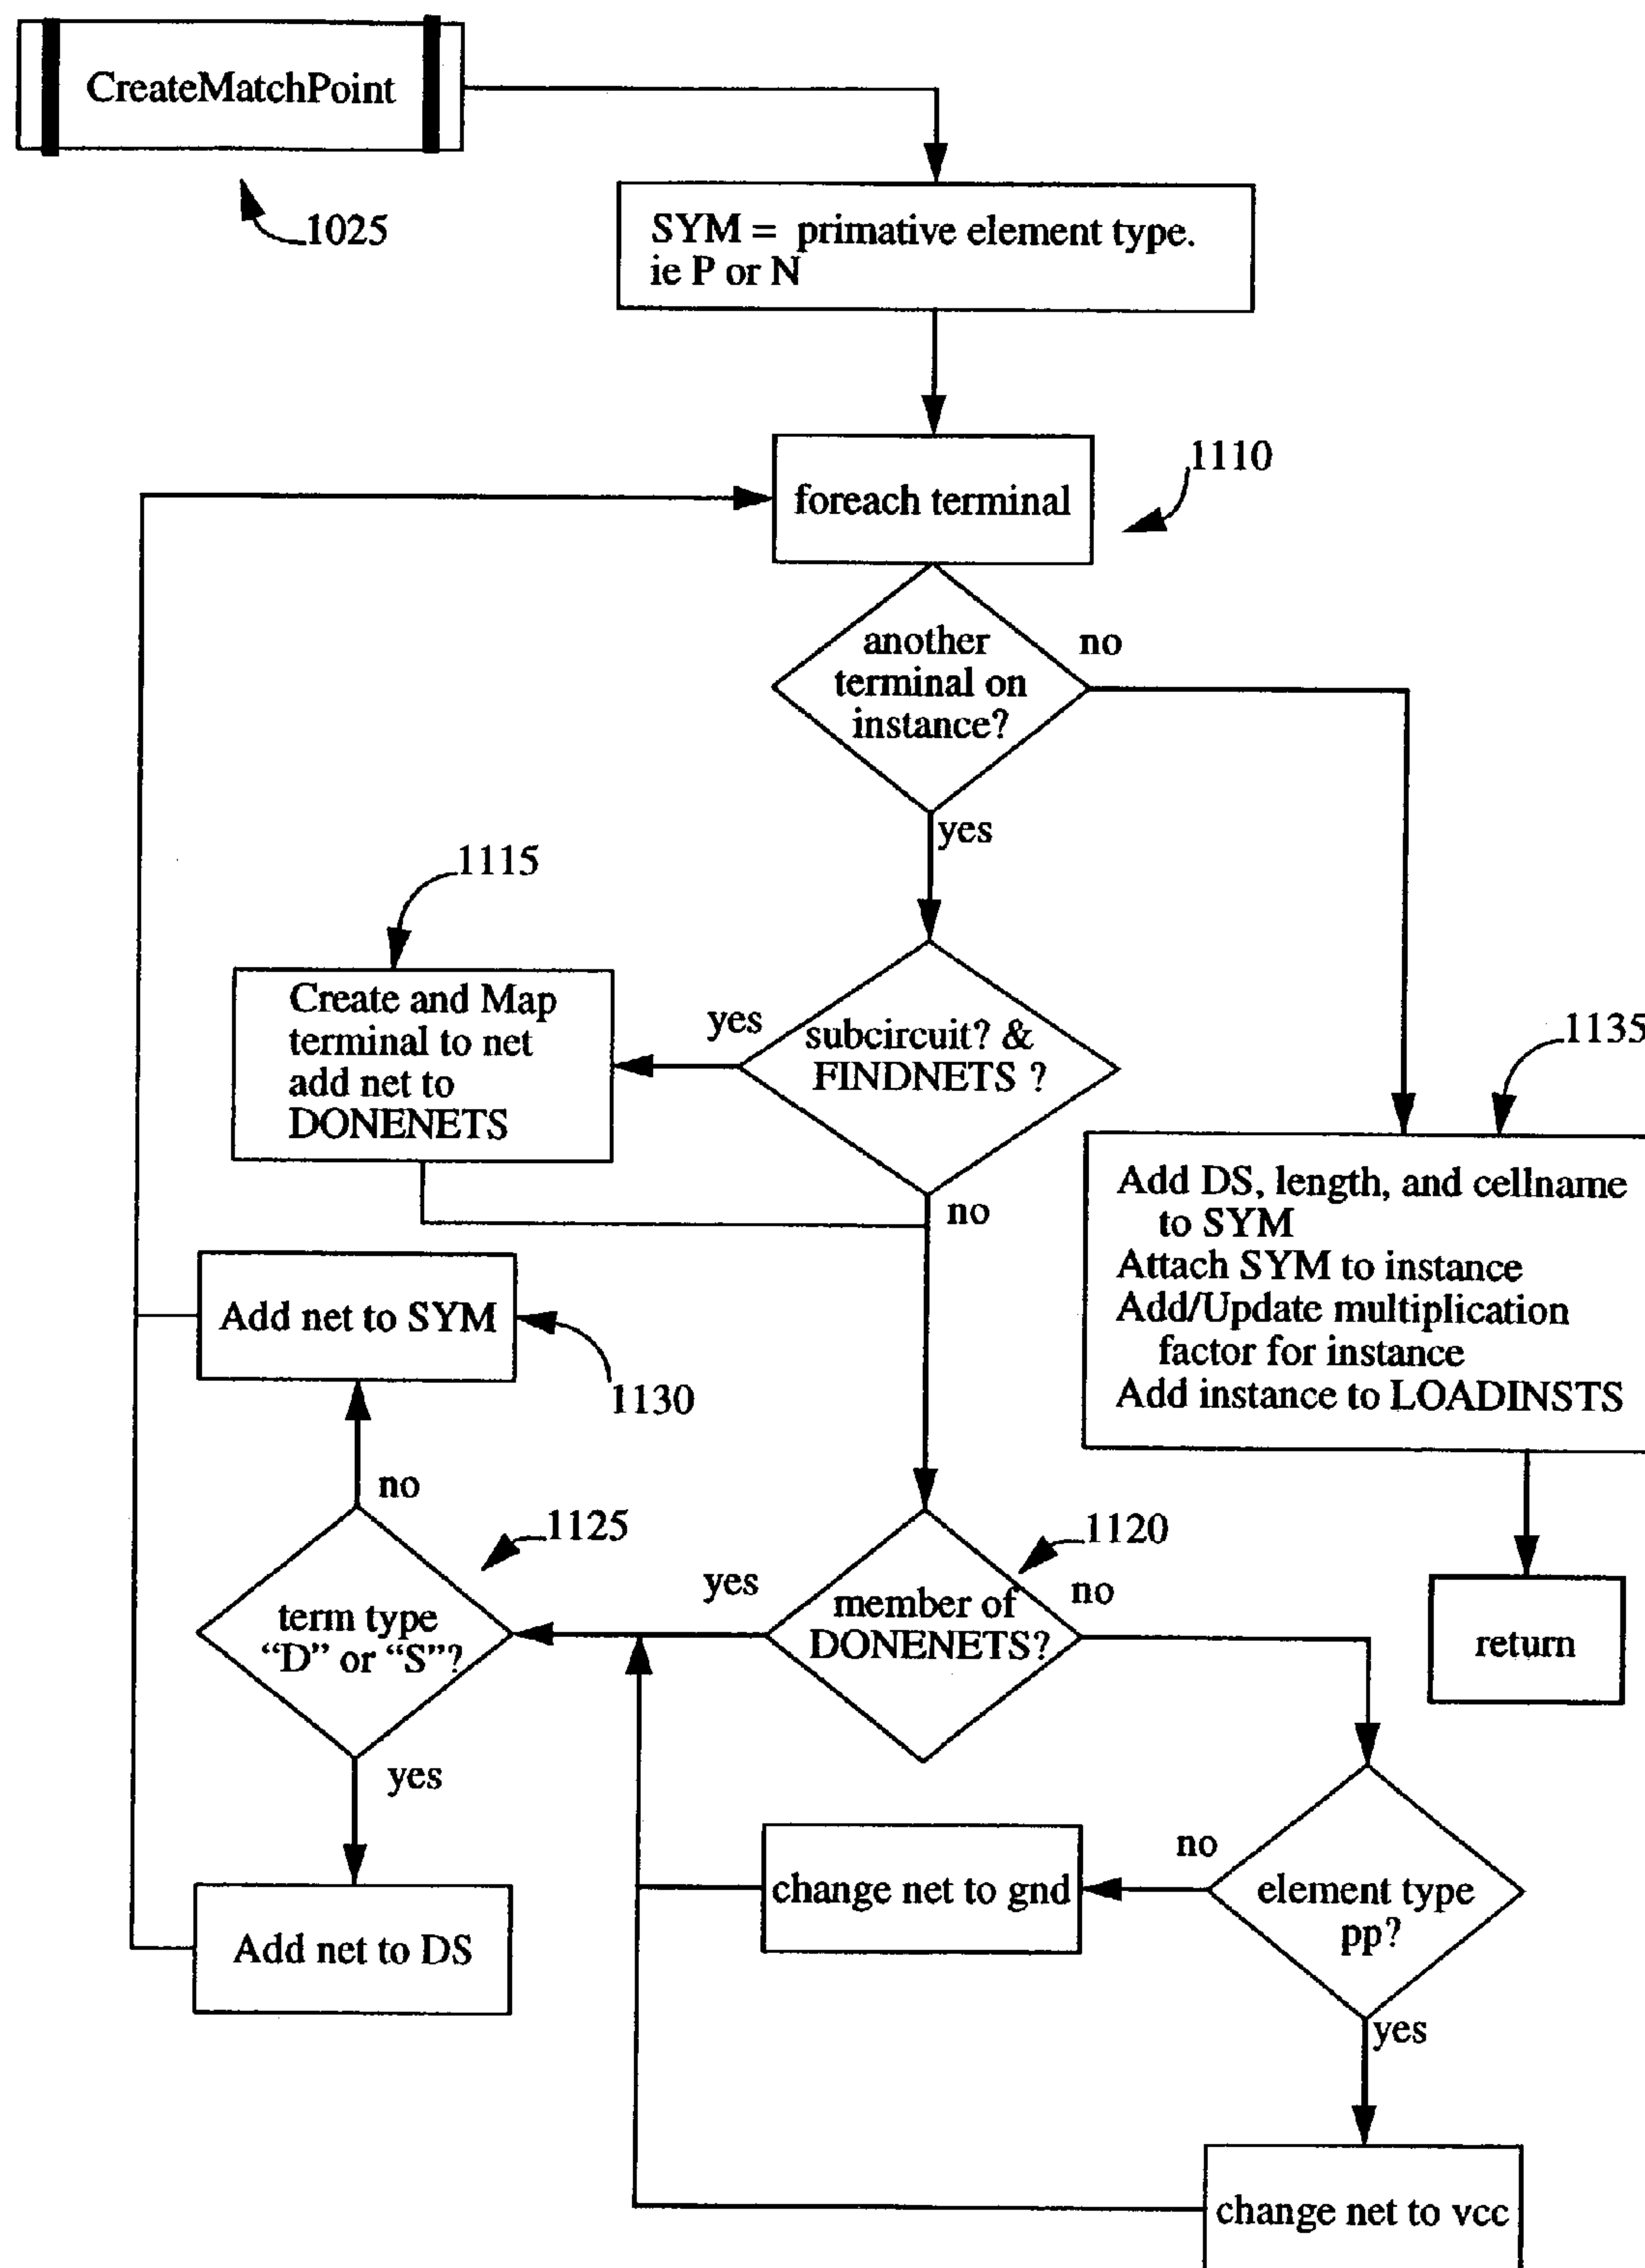 CreateMatchPoint
1025
SYM = primative element type.
ie P or N
foreach terminal
1110
another
terminal on
instance?
no
yes
1115
Create and Map
terminal to net
add net to
DONENETS
yes
subcircuit? &
FINDNETS ?
no
1135
Add DS, length, and cellname
to SYM
Attach SYM to instance
Add/Update multiplication
factor for instance
Add instance to LOADINSTS
Add net to SYM
1130
no
1125
term type
“D” or “S”?
yes
1120
yes
member of
DONENETS?
no
return
Add net to DS
change net to gnd
no
element type
pp?
yes
change net to vcc